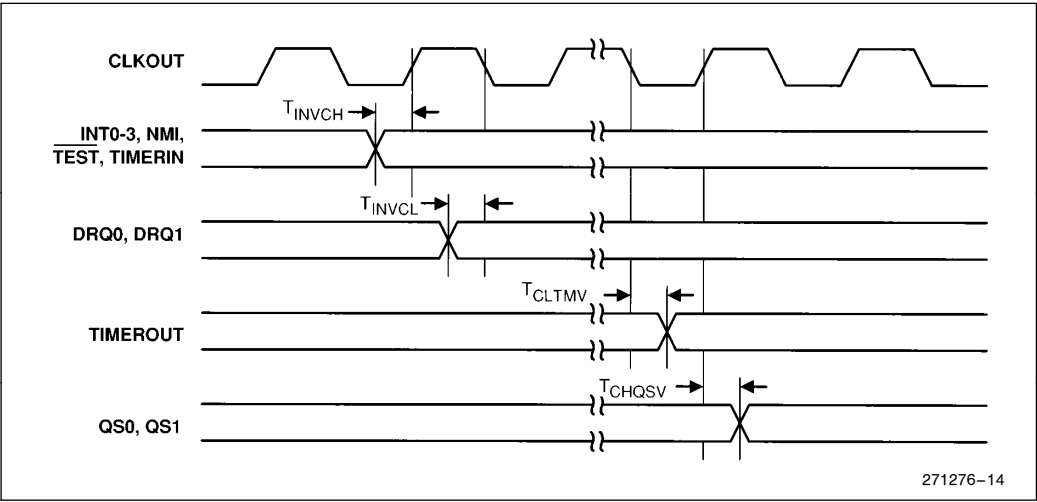 CLKOUT
T_INVCH
INT0-3, NMI,
TEST, TIMERIN
T_INVCL
DRQ0, DRQ1
T_CLTMV
TIMEROUT
T_CHQSV
QS0, QS1
271276–14